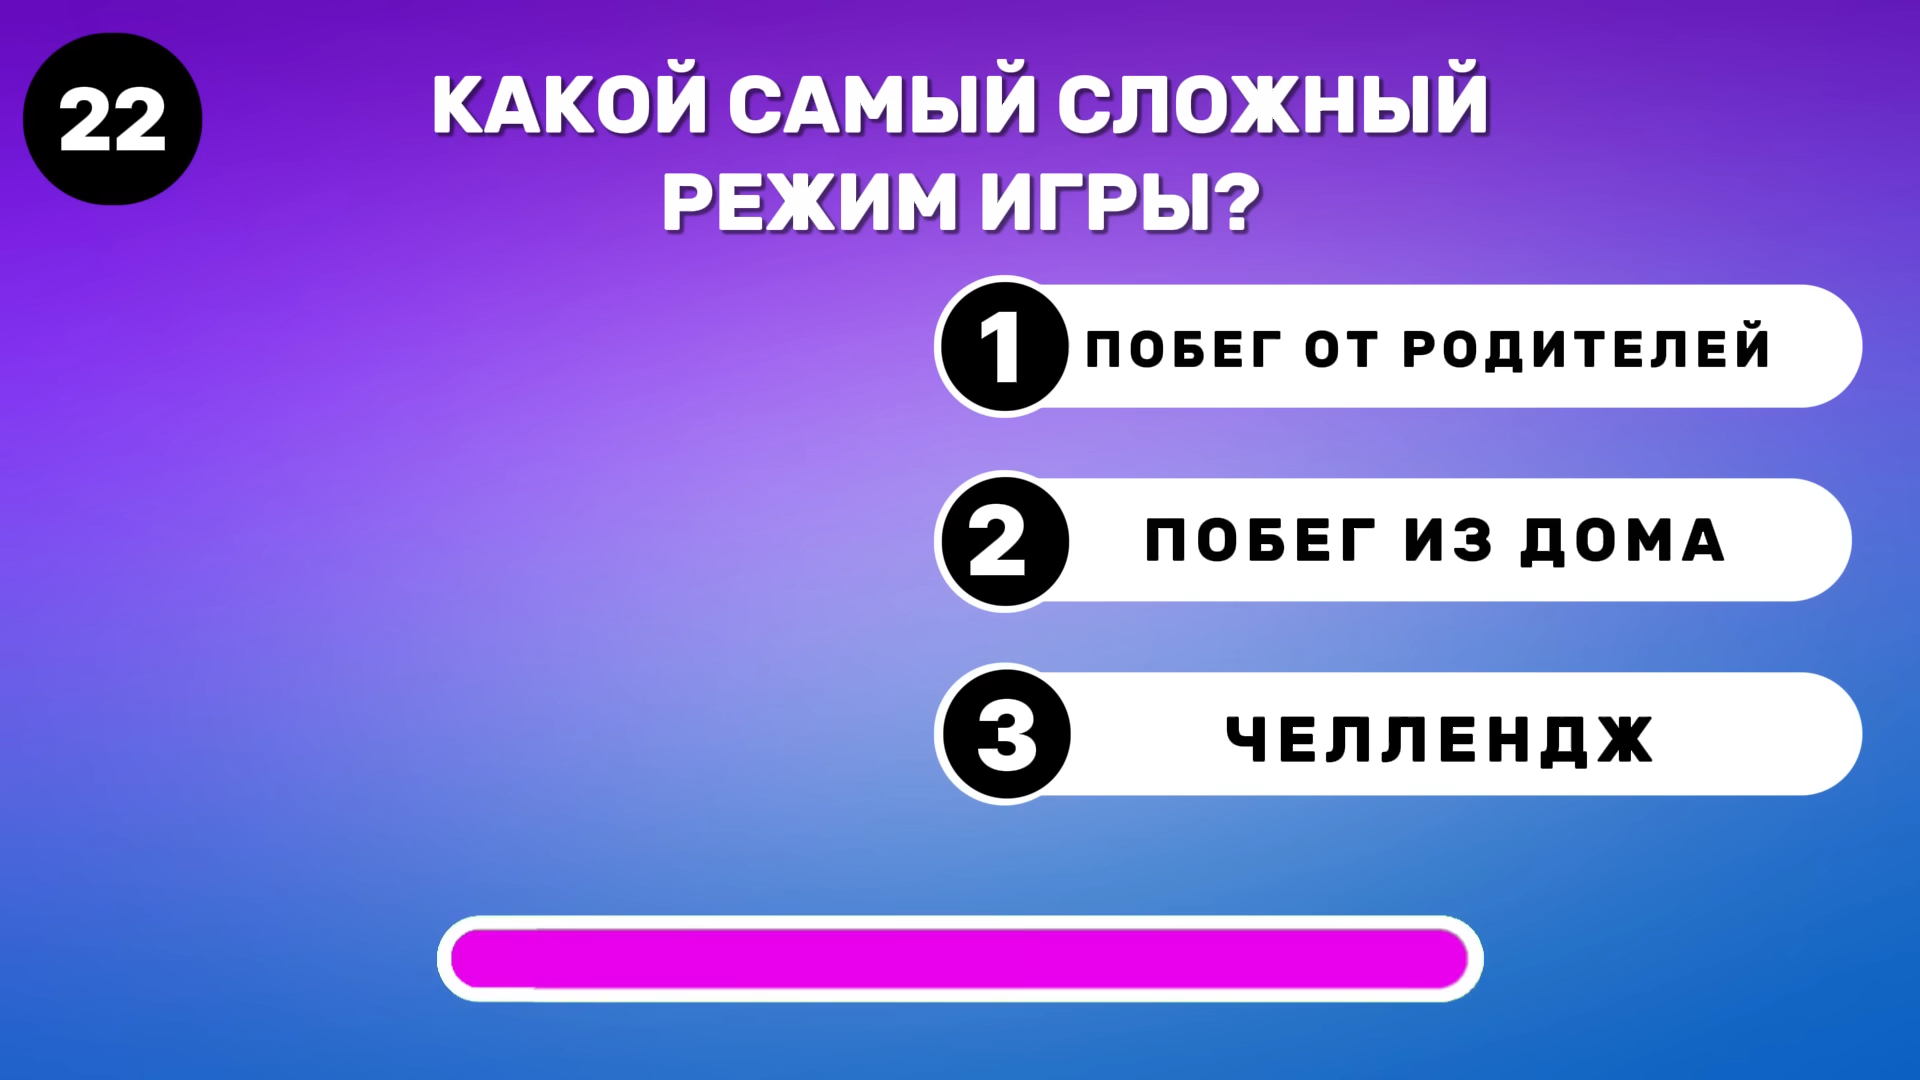 22
КАКОЙ САМЫЙ СЛОЖНЫЙ
РЕЖИМ ИГРЫ?
1 ПОБЕГ ОТ РОДИТЕЛЕЙ
2 ПОБЕГ ИЗ ДОМА
3 ЧЕЛЛЕНДЖ